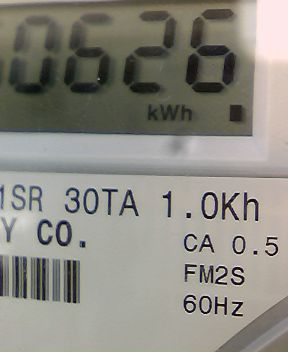 0626
kWh
1SR 30TA 1.0Kh
Y CO.
CA 0.5
FM2S
60Hz